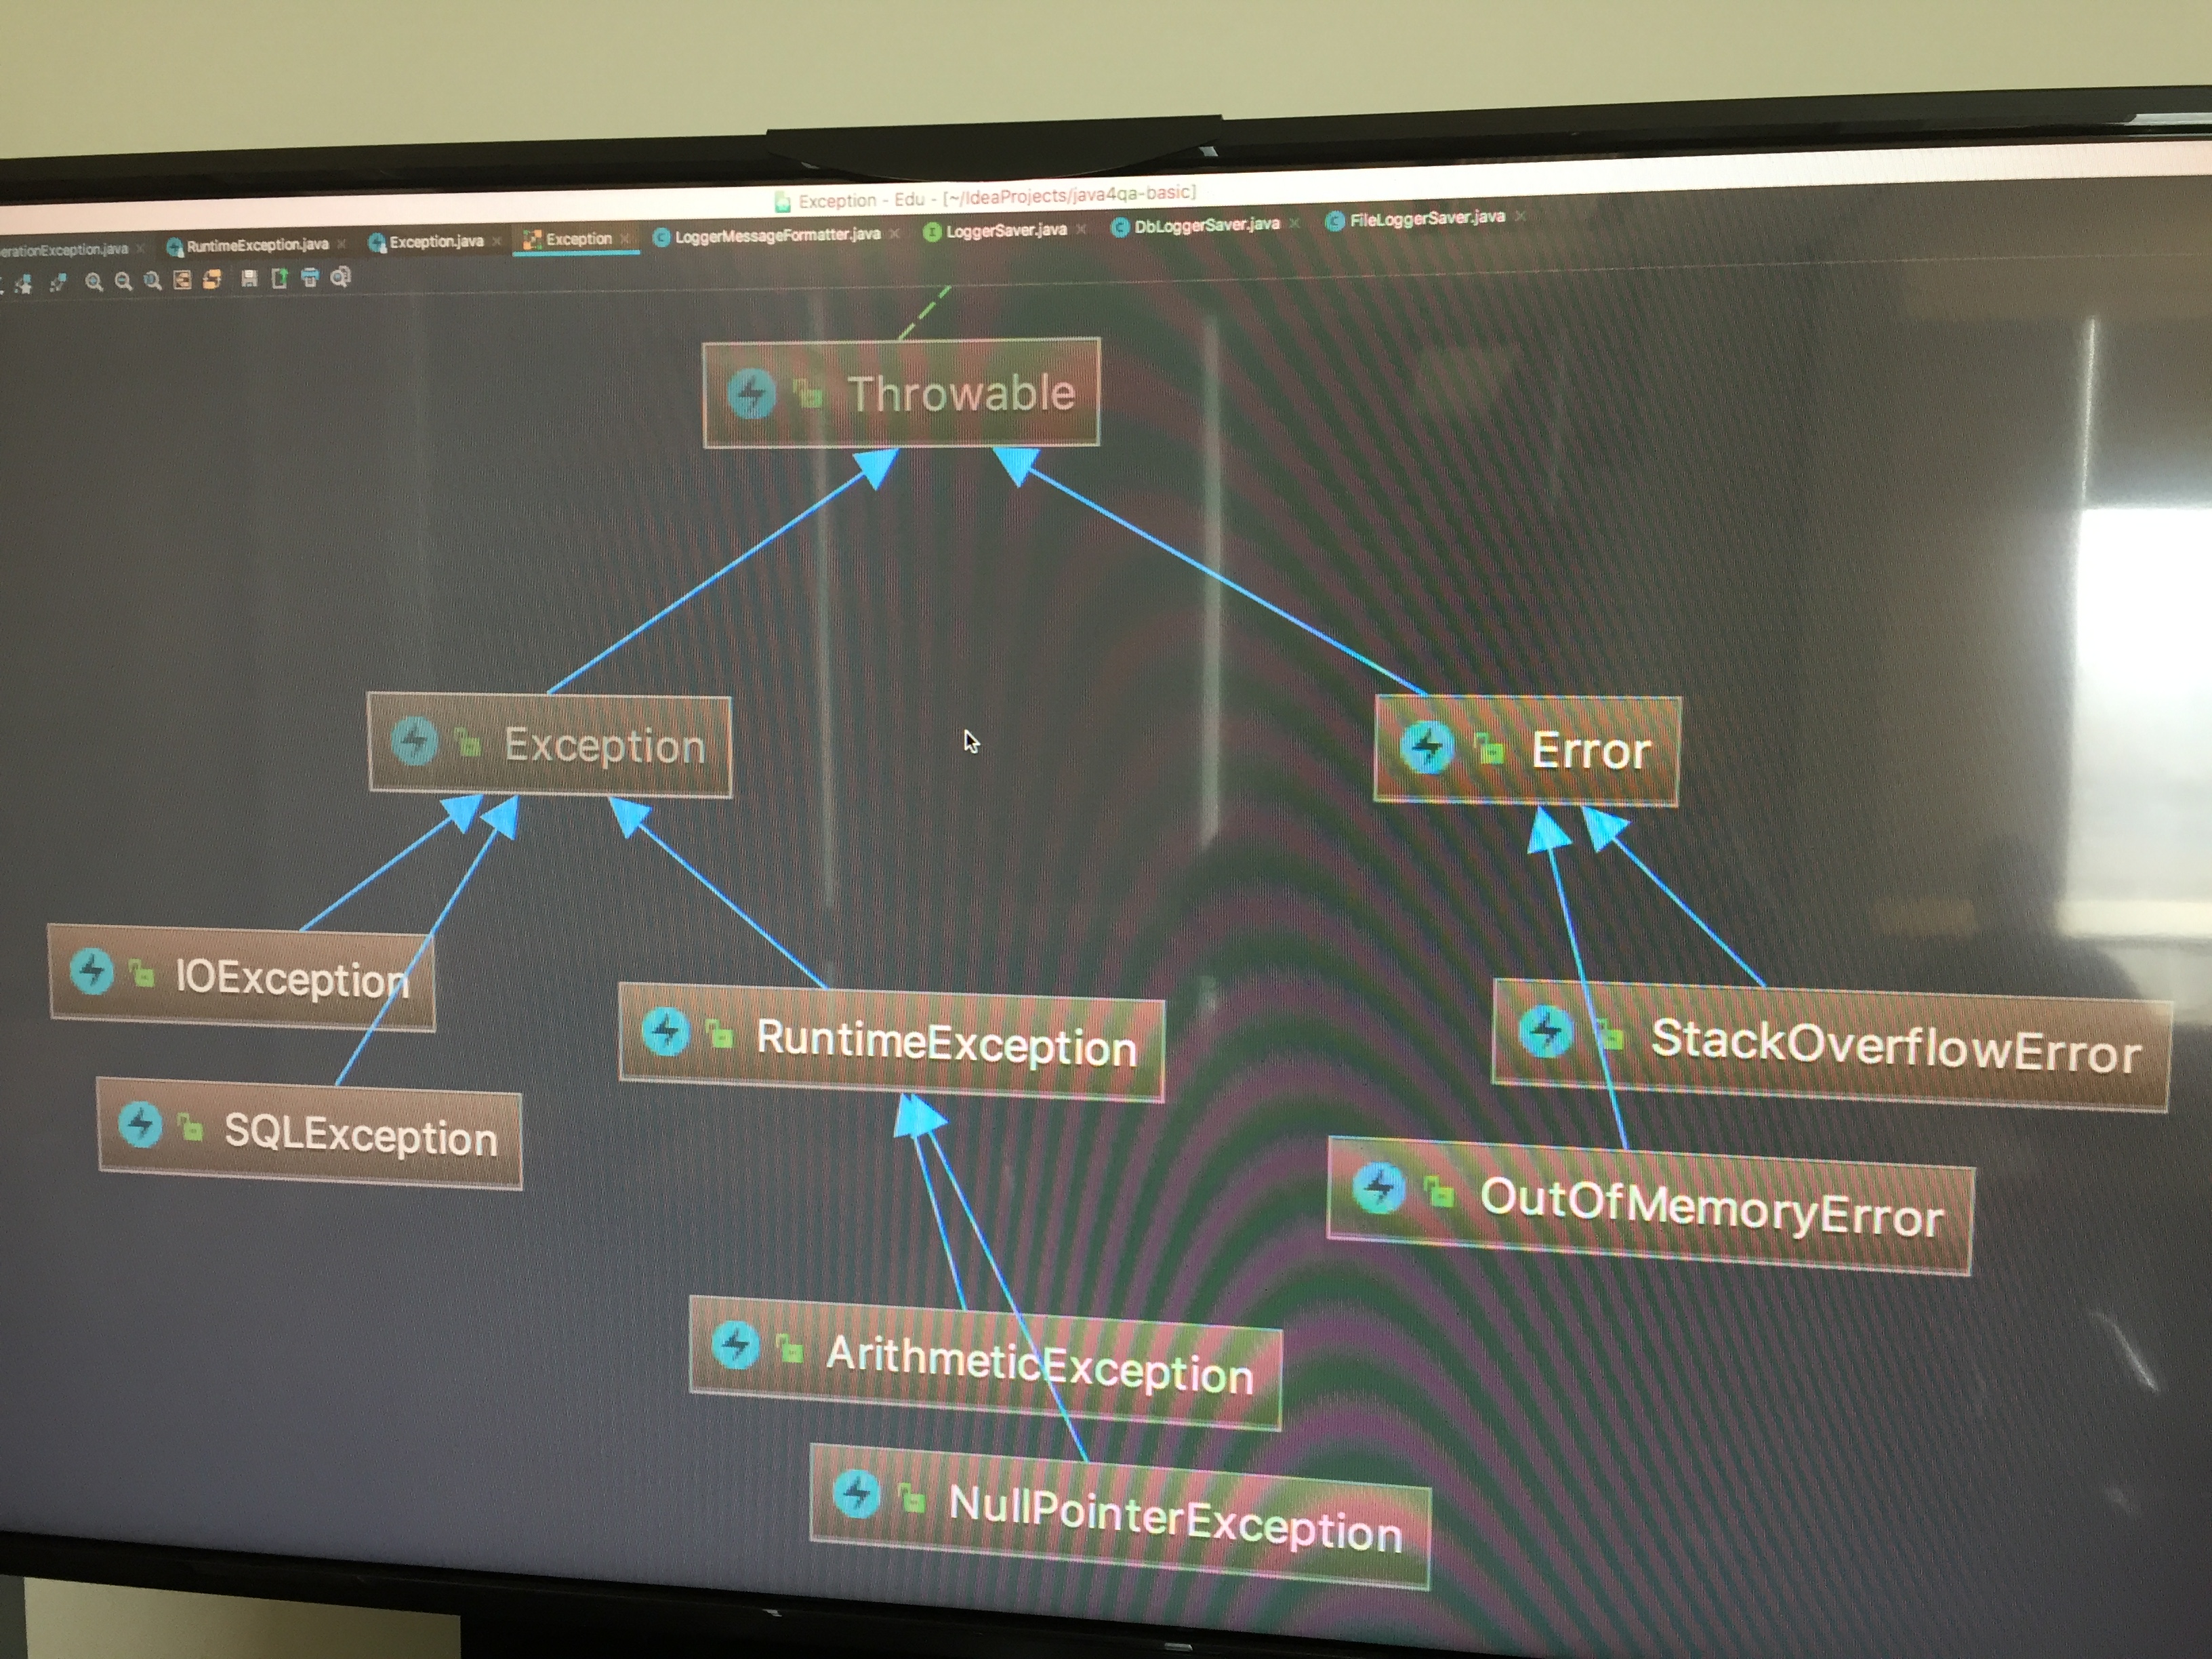 Exception - Edu - [~/IdeaProjects/java4qa-basic]
erationException.java RuntimeException.java Exception.java Exception LoggerMessageFormatter.java LoggerSaver.java DbLoggerSaver.java FileLoggerSaver.java
Throwable
Exception
Error
IOException
RuntimeException
StackOverflowError
SQLException
OutOfMemoryError
ArithmeticException
NullPointerException